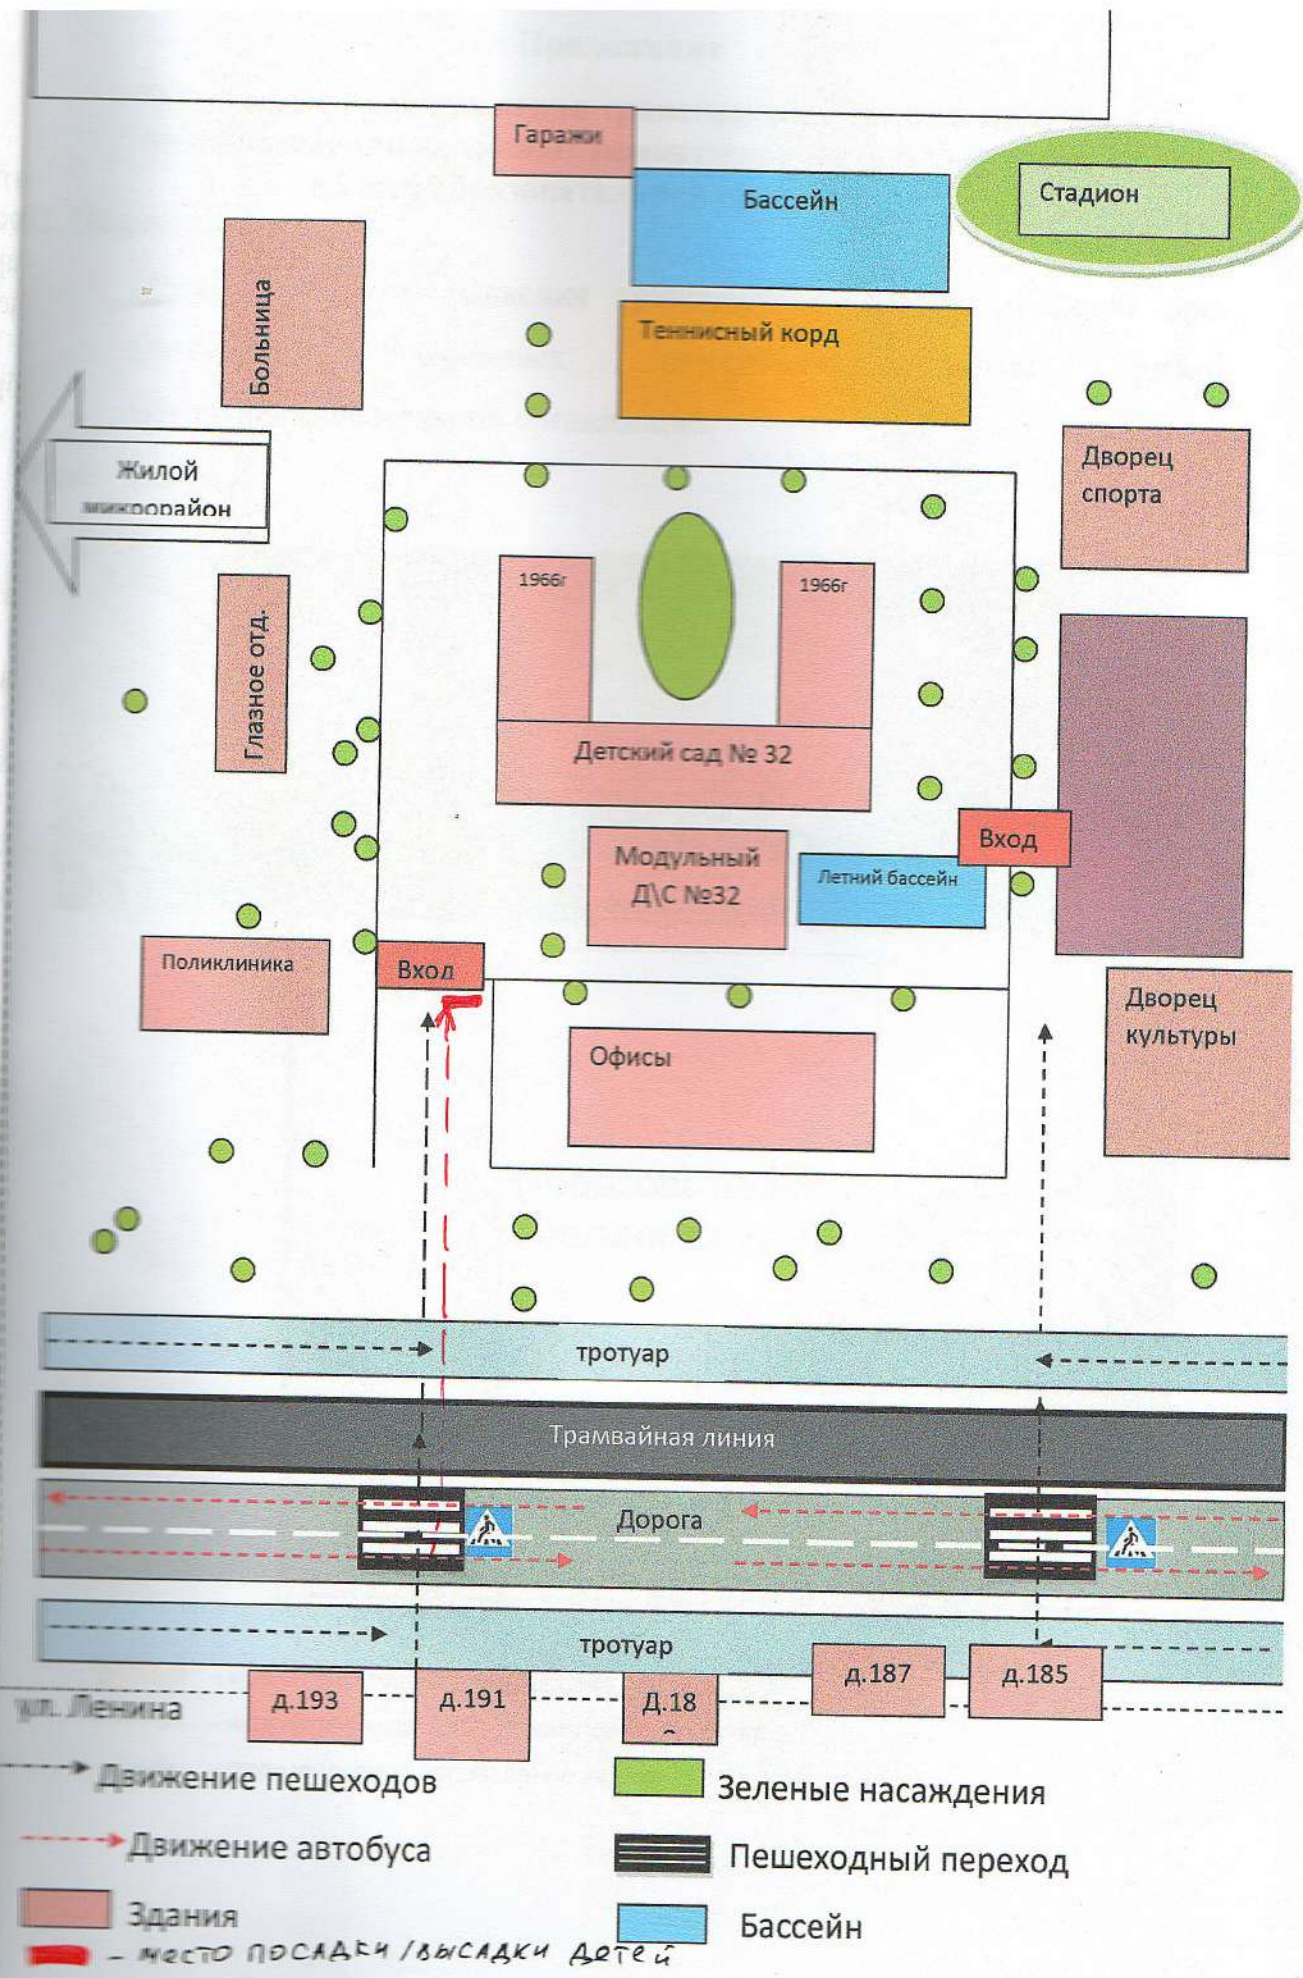 Гаражи
Бассейн
Стадион
Больница
Теннисный корд
Дворец
спорта
Жилой
микрорайон
1966г
1966г
Глазное отд.
Детский сад № 32
Вход
Модульный
Д\С №32
Летний бассейн
Поликлиника
Вход
Дворец
культуры
Офисы
тротуар
Трамвайная линия
Дорога
тротуар
д.187
д.185
д.193
д.191
Д.18
ул. Ленина
Движение пешеходов
Зеленые насаждения
Движение автобуса
Пешеходный переход
Здания
Бассейн
- место посадки/высадки детей